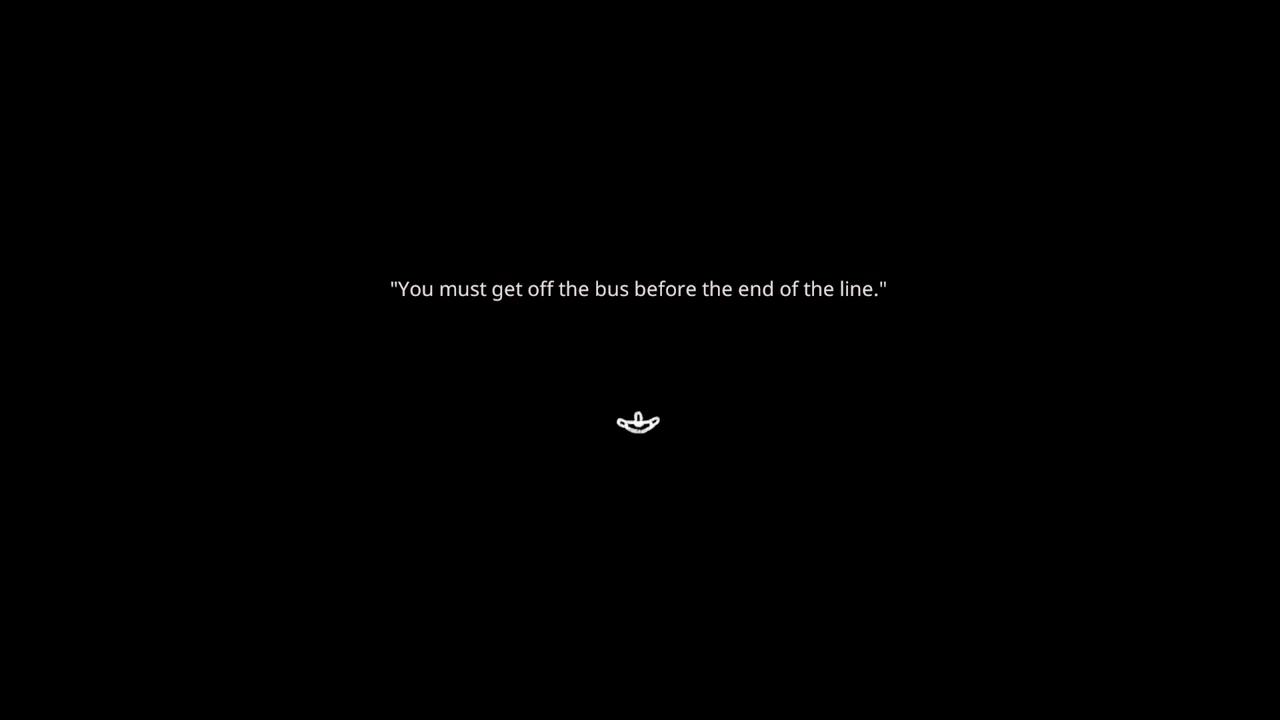 "You must get off the bus before the end of the line."